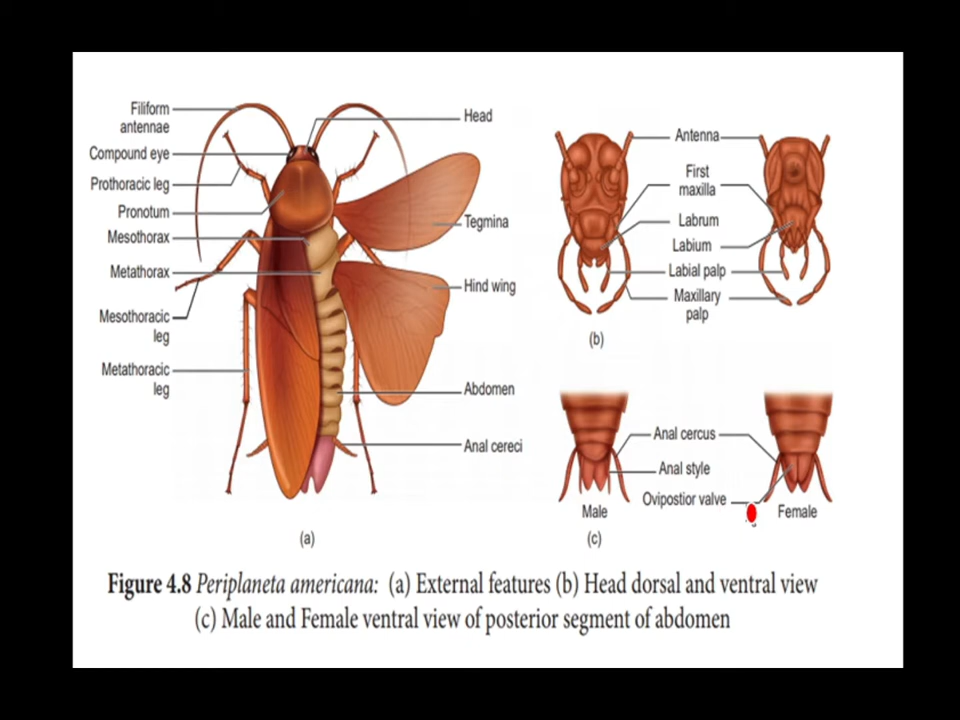 Filiform
antennae
Compound eye
Prothoracic leg
Pronotum
Mesothorax
Metathorax
Mesothoracic
leg
Metathoracic
leg
Head
Tegmina
Hind wing
Abdomen
Anal cereci
(a)
Antenna
First
maxilla
Labrum
Labium
Labial palp
Maxillary
palp
(b)
Anal cercus
Anal style
Ovipostior valve
Male
Female
(c)
Figure 4.8 Periplaneta americana: (a) External features (b) Head dorsal and ventral view
(c) Male and Female ventral view of posterior segment of abdomen